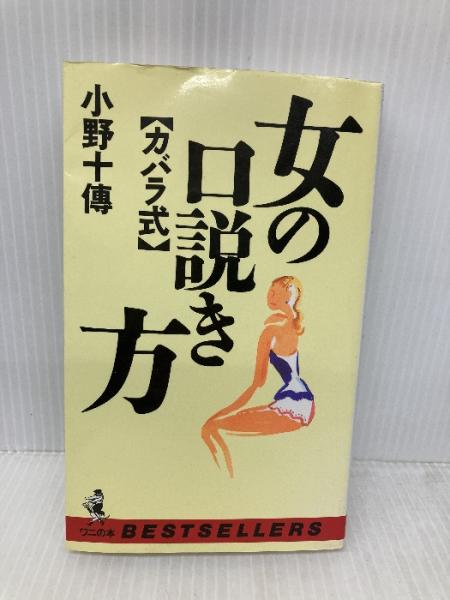 女の
口説き
方
【カバラ式】
小野十傳
ワニの本
BESTSELLERS